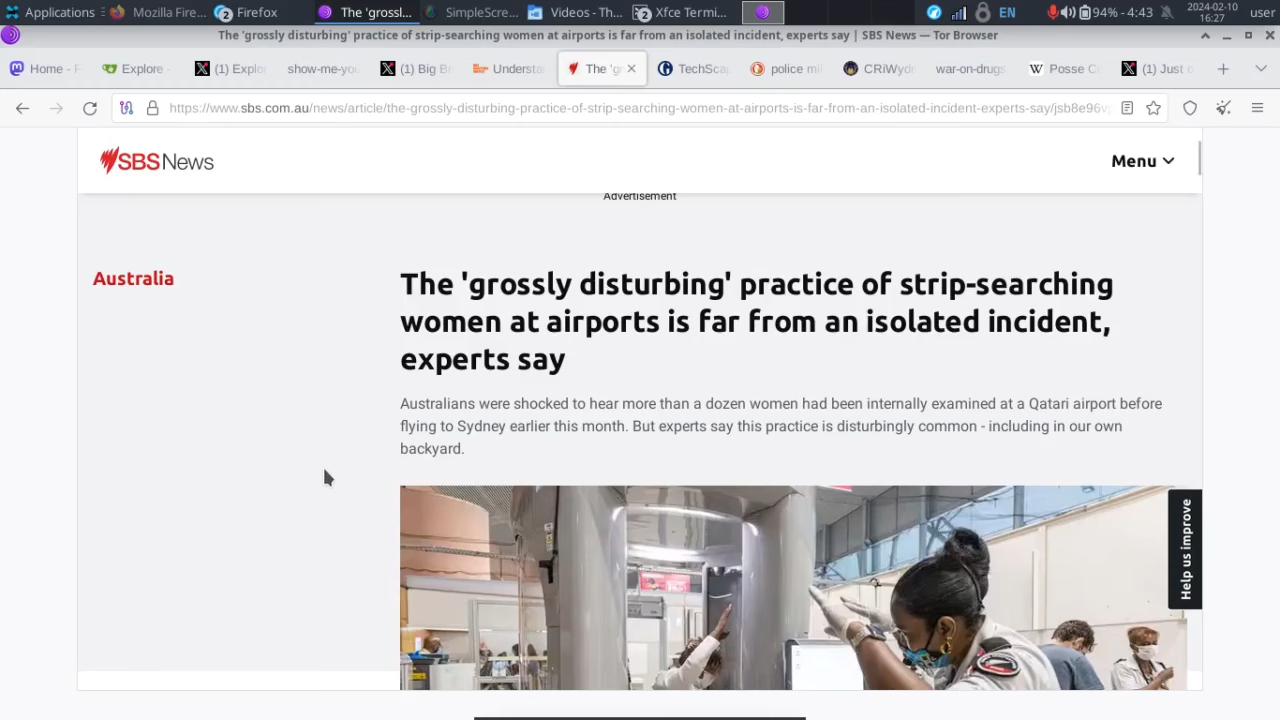 Applications
Mozilla Fire...
2
Firefox
The 'grossl...
SimpleScre...
Videos - Th...
2
Xfce Termi...
EN
94% - 4:43
2024-02-10
16:27
user
The 'grossly disturbing' practice of strip-searching women at airports is far from an isolated incident, experts say | SBS News — Tor Browser
Home -
Explore -
(1) Explo
show-me-you
(1) Big B
Understa
The 'gr
TechScap
police mi
CRiWydn
war-on-drugs
Posse C
(1) Just o
https://www.sbs.com.au/news/article/the-grossly-disturbing-practice-of-strip-searching-women-at-airports-is-far-from-an-isolated-incident-experts-say/jsb8e96v
SBS News
Menu
Advertisement
Australia
The 'grossly disturbing' practice of strip-searching
women at airports is far from an isolated incident,
experts say
Australians were shocked to hear more than a dozen women had been internally examined at a Qatari airport before
flying to Sydney earlier this month. But experts say this practice is disturbingly common - including in our own
backyard.
Help us improve